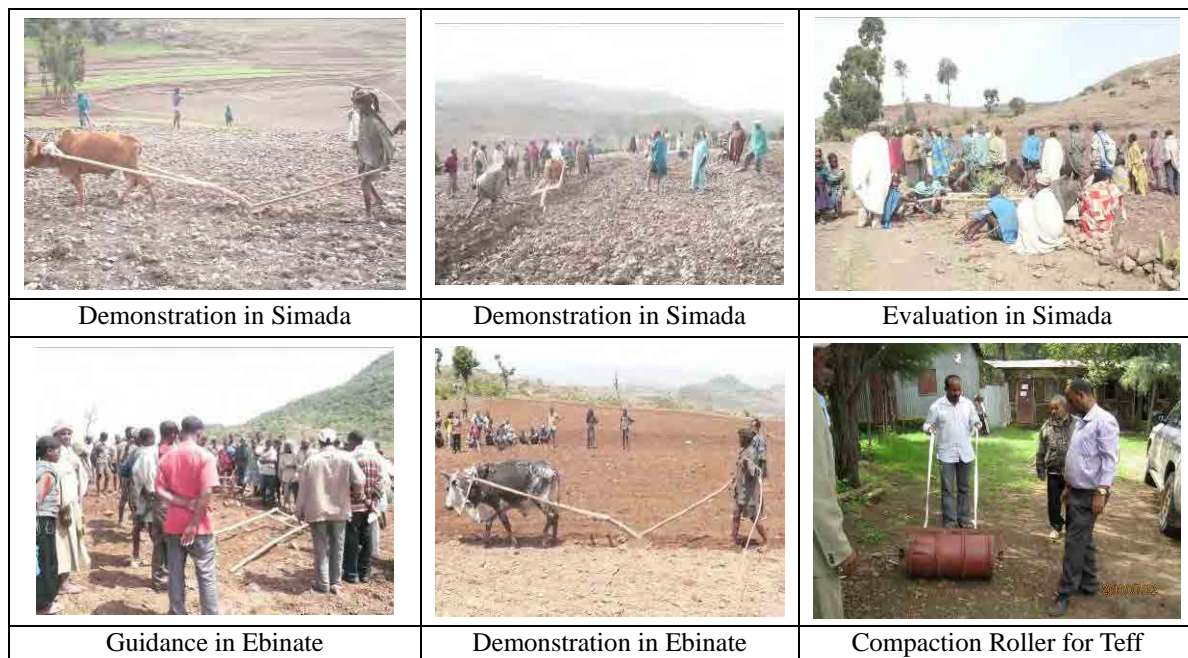 Demonstration in Simada
Demonstration in Simada
Evaluation in Simada
Guidance in Ebinate
Demonstration in Ebinate
Compaction Roller for Teff